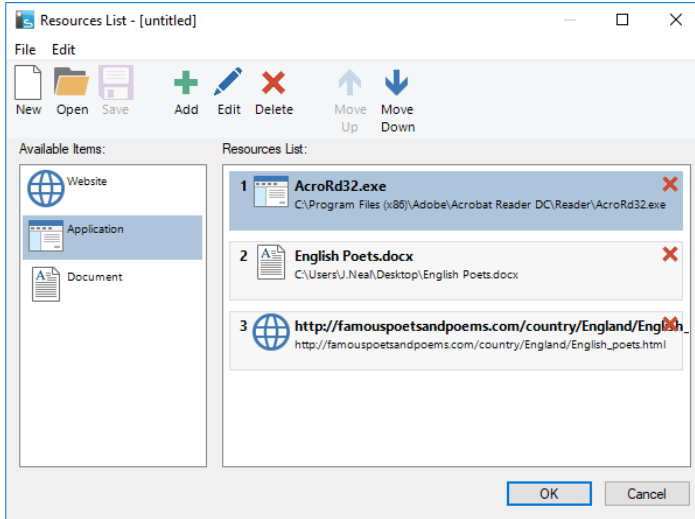 Resources List - [untitled]
File Edit
New Open Save Add Edit Delete Move Up Move Down
Available Items:
Website
Application
Document
Resources List:
1 AcroRd32.exe
C:\Program Files (x86)\Adobe\Acrobat Reader DC\Reader\AcroRd32.exe
2 English Poets.docx
C:\Users\J.Neal\Desktop\English Poets.docx
3 http://famouspoetsandpoems.com/country/England/English_
http://famouspoetsandpoems.com/country/England/English_poets.html
OK Cancel